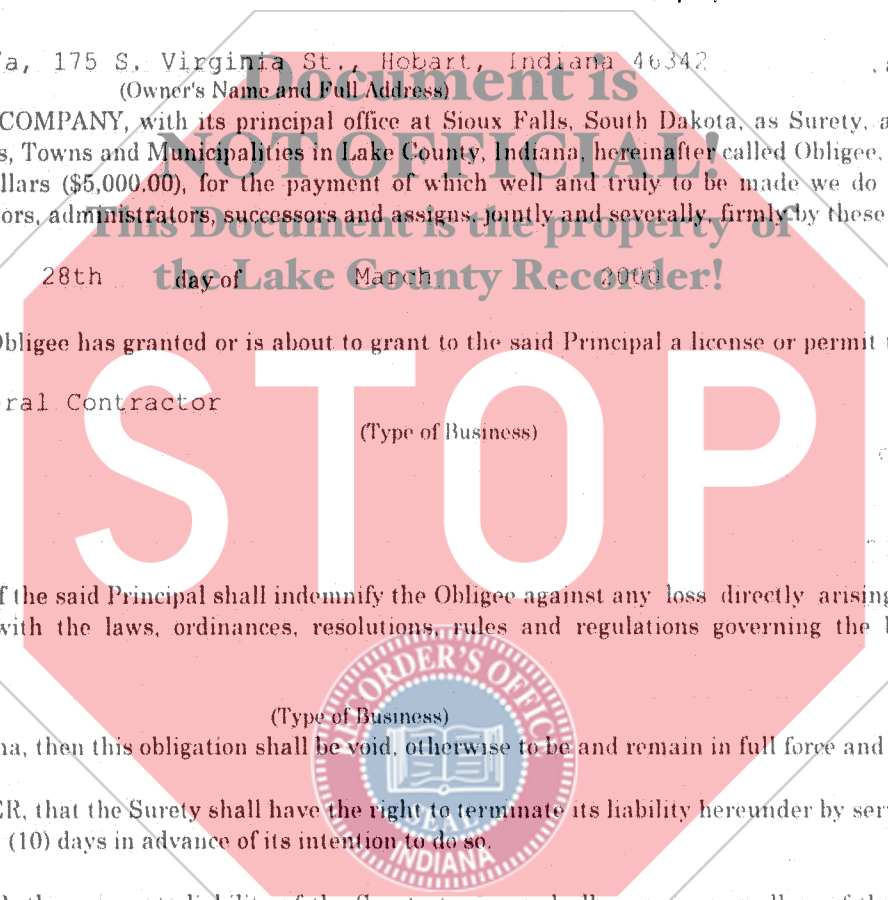 a, 175 S. Virginia St., Hobart, Indiana 46342
(Owner's Name and Full Address)
Document is
COMPANY, with its principal office at Sioux Falls, South Dakota, as Surety, a
NOT OFFICIAL!
s, Towns and Municipalities in Lake County, Indiana, hereinafter called Obligee,
llars ($5,000.00), for the payment of which well and truly to be made we do
ors, administrators, successors and assigns, jointly and severally, firmly by these
This Document is the property of
the Lake County Recorder!
28th day of March, 2000
Obligee has granted or is about to grant to the said Principal a license or permit
eral Contractor
(Type of Business)
STOP
f the said Principal shall indemnify the Obligee against any loss directly arising
with the laws, ordinances, resolutions, rules and regulations governing the
RECORDER'S OFFICE
(Type of Business)
na, then this obligation shall be void, otherwise to be and remain in full force and
ER, that the Surety shall have the right to terminate its liability hereunder by ser
SEAL
(10) days in advance of its intention to do so.
INDIANA